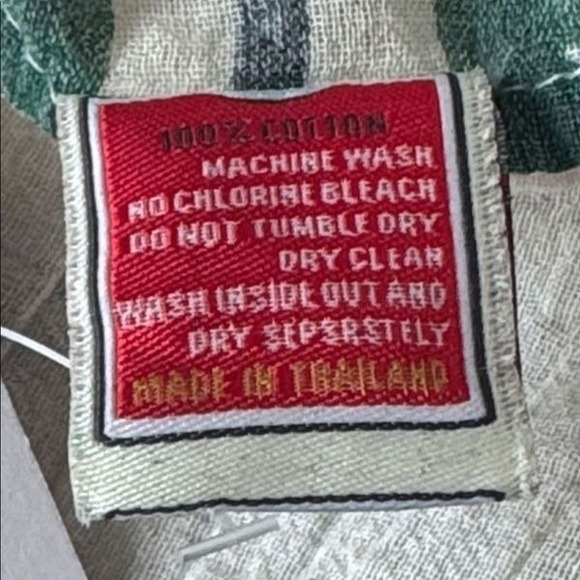 100% COTTON
MACHINE WASH
NO CHLORINE BLEACH
DO NOT TUMBLE DRY
DRY CLEAN
WASH INSIDE OUT AND
DRY SEPERSTELY
MADE IN THAILAND